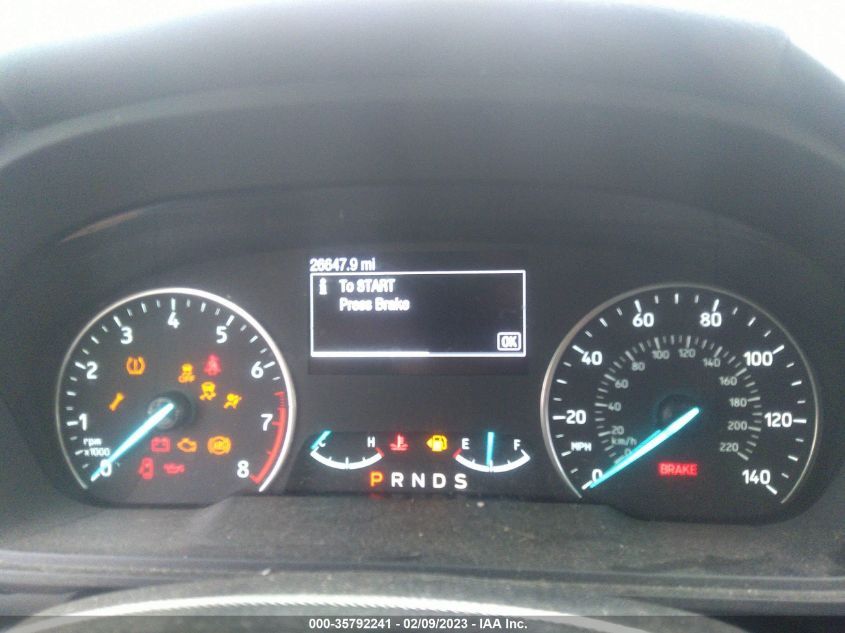 26647.9 mi
i To START
Press Brake
OK
0 1 2 3 4 5 6 7 8
rpm
x1000
ABS
C H
E F
P R N D S
0 20 40 60 80 100 120 140
MPH
0 20 40 60 80 100 120 140 160 180 200 220
km/h
BRAKE
000-35792241 - 02/09/2023 - IAA Inc.